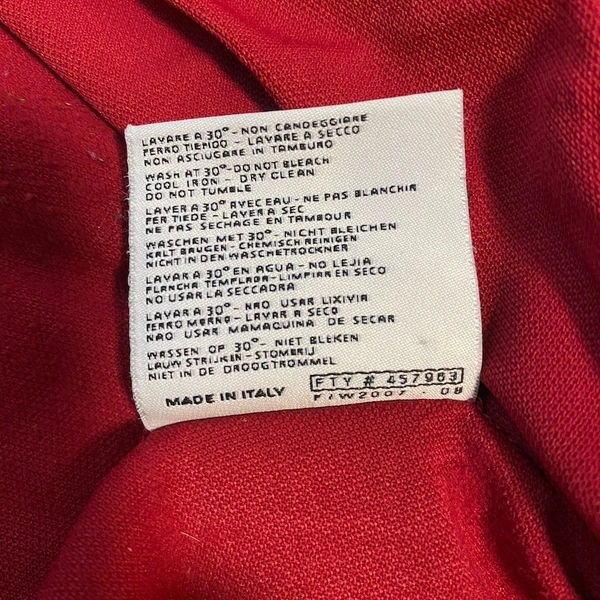 LAVARE A 30° - NON CANDEGGIARE
FERRO TIEPIDO - LAVARE A SECCO
NON ASCIUGARE IN TAMBURO
WASH AT 30° - DO NOT BLEACH
COOL IRON - DRY CLEAN
DO NOT TUMBLE
LAVER A 30° AVEC EAU - NE PAS BLANCHIR
FER TIEDE - LAVER A SEC
NE PAS SECHAGE EN TAMBOUR
WASCHEN MET 30° - NICHT BLEICHEN
KALT BRUGEN - CHEMISCH REINIGEN
NICHT IN DEN WASCHETROCKNER
LAVAR A 30° EN AGUA - NO LEJIA
PLANCHA TEMPLADA - LIMPIAR EN SECO
NO USAR LA SECCADRA
LAVAR A 30° - NAO USAR LIXIVIA
FERRO MORNO - LAVAR A SECO
NAO USAR MAMAQUINA DE SECAR
WASSEN OP 30° - NIET BLEKEN
LAUW STRIJKEN - STOMERIJ
NIET IN DE DROOGTROMMEL
MADE IN ITALY
FTY # 457963
F/W2007 - 08